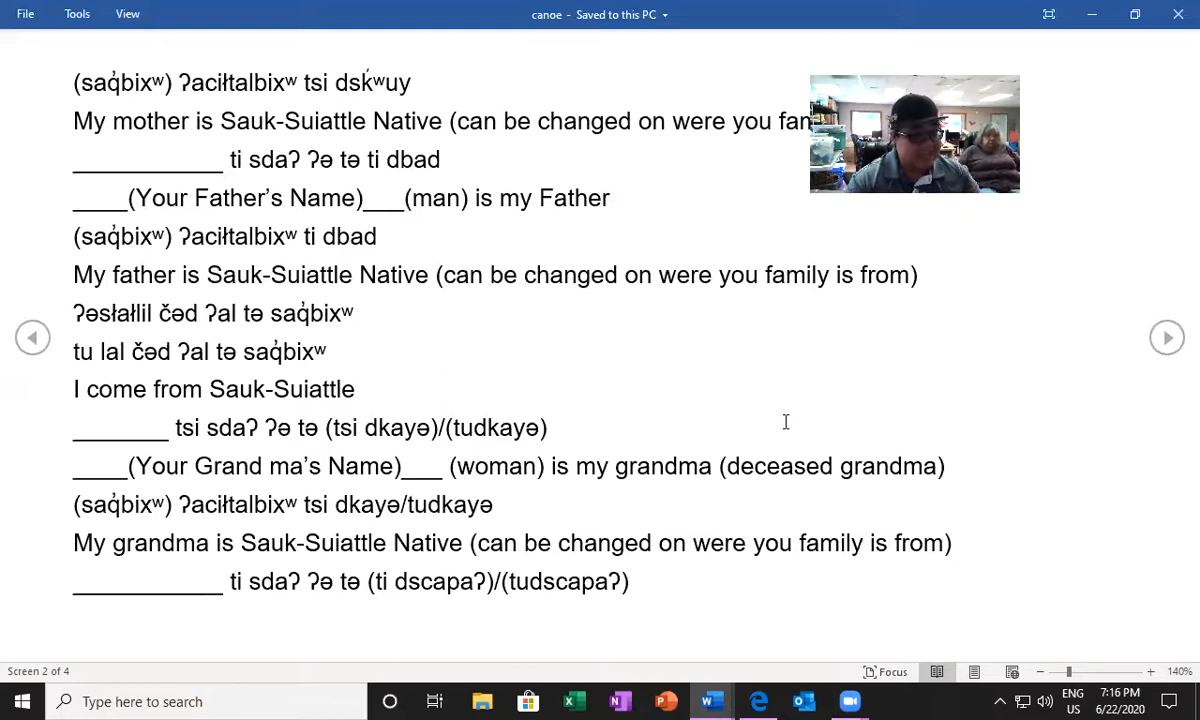 File Tools View canoe - Saved to this PC
(saq̓bixʷ) ʔaciłtalbixʷ tsi dsḱʷuy
My mother is Sauk-Suiattle Native (can be changed on were you fam
____________ ti sdaʔ ʔə tə ti dbad
____(Your Father’s Name)___(man) is my Father
(saq̓bixʷ) ʔaciłtalbixʷ ti dbad
My father is Sauk-Suiattle Native (can be changed on were you family is from)
ʔəsłałlil čəd ʔal tə saq̓bixʷ
tu lal čəd ʔal tə saq̓bixʷ
I come from Sauk-Suiattle
________ tsi sdaʔ ʔə tə (tsi dkayə)/(tudkayə)
____(Your Grand ma’s Name)___ (woman) is my grandma (deceased grandma)
(saq̓bixʷ) ʔaciłtalbixʷ tsi dkayə/tudkayə
My grandma is Sauk-Suiattle Native (can be changed on were you family is from)
____________ ti sdaʔ ʔə tə (ti dscapaʔ)/(tudscapaʔ)
Screen 2 of 4 Focus 140%
Type here to search ENG US 7:16 PM 6/22/2020